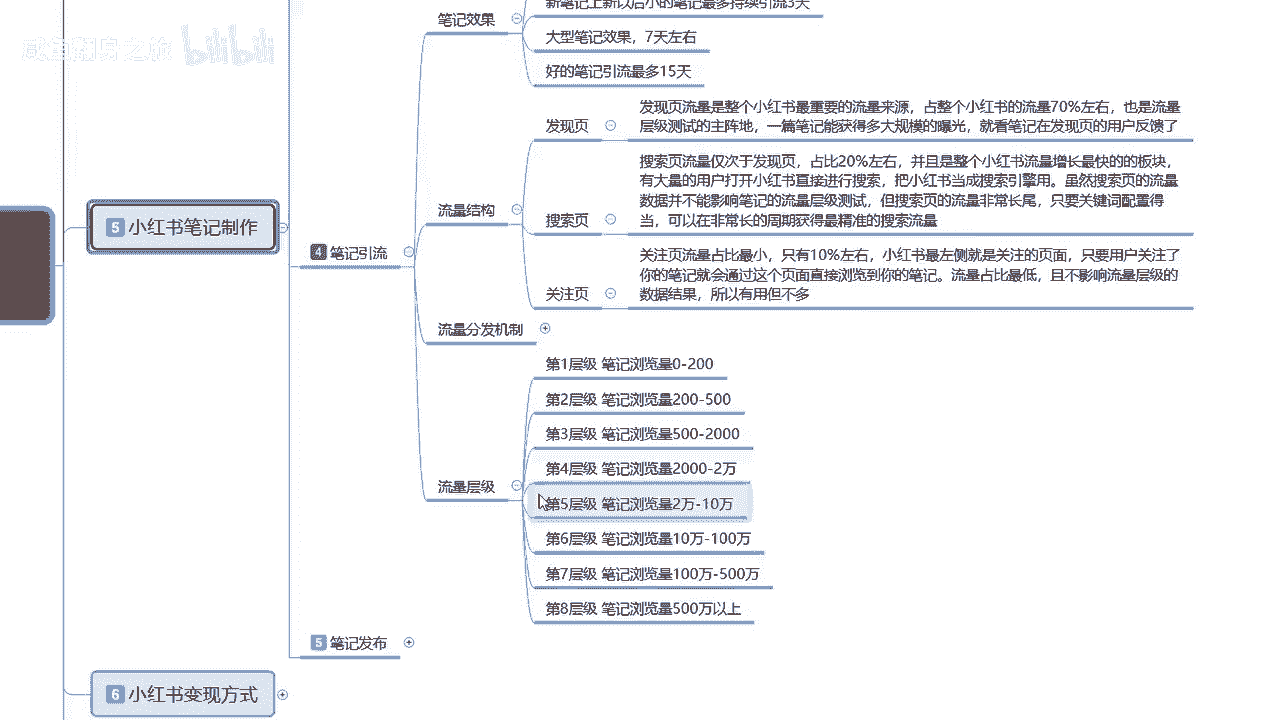 咸鱼翻身之旅 bilibili
新笔记上新以后小的笔记最多持续引流3天
笔记效果
大型笔记效果，7天左右
好的笔记引流最多15天
发现页
发现页流量是整个小红书最重要的流量来源，占整个小红书的流量70%左右，也是流量
层级测试的主阵地，一篇笔记能获得多大规模的曝光，就看笔记在发现页的用户反馈了
流量结构
搜索页
搜索页流量仅次于发现页，占比20%左右，并且是整个小红书流量增长最快的的板块，
有大量的用户打开小红书直接进行搜索，把小红书当成搜索引擎用。虽然搜索页的流量
数据并不能影响笔记的流量层级测试，但搜索页的流量非常长尾，只要关键词配置得
当，可以在非常长的周期获得最精准的搜索流量
关注页
关注页流量占比最小，只有10%左右，小红书最左侧就是关注的页面，只要用户关注了
你的笔记就会通过这个页面直接浏览到你的笔记。流量占比最低，且不影响流量层级的
数据结果，所以有用但不多
5 小红书笔记制作
4 笔记引流
流量分发机制
流量层级
第1层级 笔记浏览量0-200
第2层级 笔记浏览量200-500
第3层级 笔记浏览量500-2000
第4层级 笔记浏览量2000-2万
第5层级 笔记浏览量2万-10万
第6层级 笔记浏览量10万-100万
第7层级 笔记浏览量100万-500万
第8层级 笔记浏览量500万以上
5 笔记发布
6 小红书变现方式